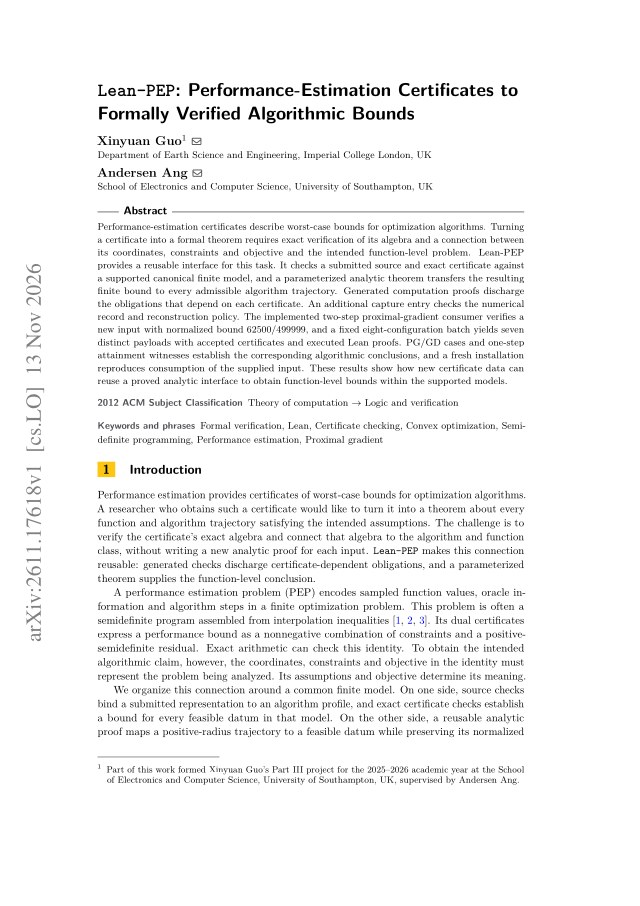 Lean-PEP: Performance-Estimation Certificates to
Formally Verified Algorithmic Bounds
Xinyuan Guo¹ ✉
Department of Earth Science and Engineering, Imperial College London, UK
Andersen Ang ✉
School of Electronics and Computer Science, University of Southampton, UK
Abstract
Performance-estimation certificates describe worst-case bounds for optimization algorithms. Turning
a certificate into a formal theorem requires exact verification of its algebra and a connection between
its coordinates, constraints and objective and the intended function-level problem. Lean-PEP
provides a reusable interface for this task. It checks a submitted source and exact certificate against
a supported canonical finite model, and a parameterized analytic theorem transfers the resulting
finite bound to every admissible algorithm trajectory. Generated computation proofs discharge
the obligations that depend on each certificate. An additional capture entry checks the numerical
record and reconstruction policy. The implemented two-step proximal-gradient consumer verifies a
new input with normalized bound 62500/499999, and a fixed eight-configuration batch yields seven
distinct payloads with accepted certificates and executed Lean proofs. PG/GD cases and one-step
attainment witnesses establish the corresponding algorithmic conclusions, and a fresh installation
reproduces consumption of the supplied input. These results show how new certificate data can
reuse a proved analytic interface to obtain function-level bounds within the supported models.
2012 ACM Subject Classification Theory of computation → Logic and verification
Keywords and phrases Formal verification, Lean, Certificate checking, Convex optimization, Semi-
definite programming, Performance estimation, Proximal gradient
1 Introduction
Performance estimation provides certificates of worst-case bounds for optimization algorithms.
A researcher who obtains such a certificate would like to turn it into a theorem about every
function and algorithm trajectory satisfying the intended assumptions. The challenge is to
verify the certificate's exact algebra and connect that algebra to the algorithm and function
class, without writing a new analytic proof for each input. Lean-PEP makes this connection
reusable: generated checks discharge certificate-dependent obligations, and a parameterized
theorem supplies the function-level conclusion.
A performance estimation problem (PEP) encodes sampled function values, oracle in-
formation and algorithm steps in a finite optimization problem. This problem is often a
semidefinite program assembled from interpolation inequalities [1, 2, 3]. Its dual certificates
express a performance bound as a nonnegative combination of constraints and a positive-
semidefinite residual. Exact arithmetic can check this identity. To obtain the intended
algorithmic claim, however, the coordinates, constraints and objective in the identity must
represent the problem being analyzed. Its assumptions and objective determine its meaning.
We organize this connection around a common finite model. On one side, source checks
bind a submitted representation to an algorithm profile, and exact certificate checks establish
a bound for every feasible datum in that model. On the other side, a reusable analytic
proof maps a positive-radius trajectory to a feasible datum while preserving its normalized
¹ Part of this work formed Xinyuan Guo's Part III project for the 2025–2026 academic year at the School
of Electronics and Computer Science, University of Southampton, UK, supervised by Andersen Ang.
arXiv:2611.17618v1 [cs.LO] 13 Nov 2026